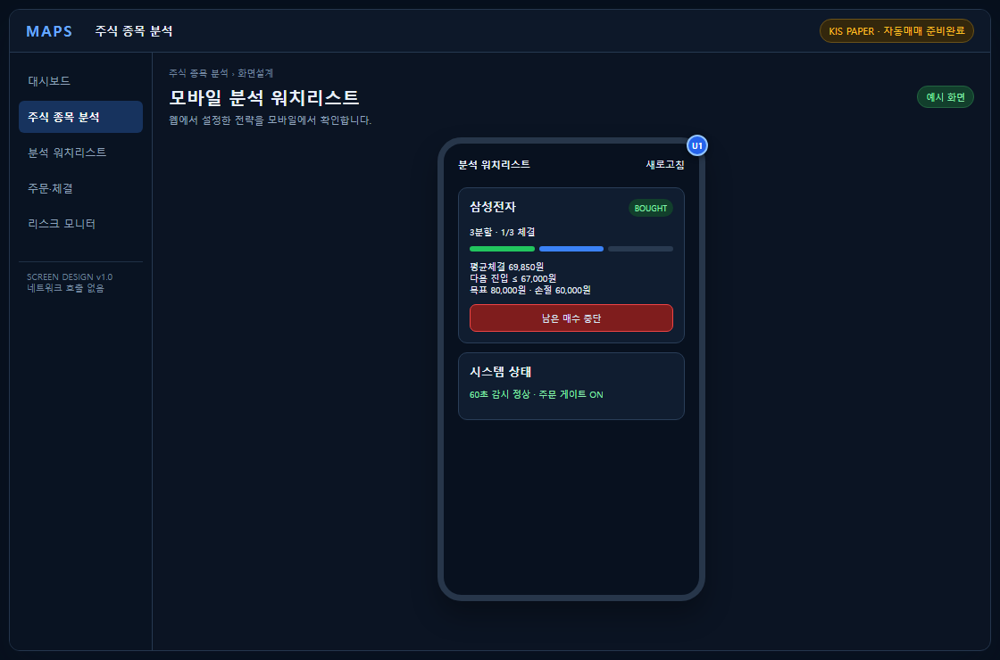 MAPS 주식 종목 분석
KIS PAPER · 자동매매 준비완료
대시보드
주식 종목 분석
분석 워치리스트
주문·체결
리스크 모니터
SCREEN DESIGN v1.0
네트워크 호출 없음
주식 종목 분석 › 화면설계
모바일 분석 워치리스트
웹에서 설정한 전략을 모바일에서 확인합니다.
예시 화면
U1
분석 워치리스트 새로고침
삼성전자 BOUGHT
3분할 · 1/3 체결
평균체결 69,850원
다음 진입 ≤ 67,000원
목표 80,000원 · 손절 60,000원
남은 매수 중단
시스템 상태
60초 감시 정상 · 주문 게이트 ON